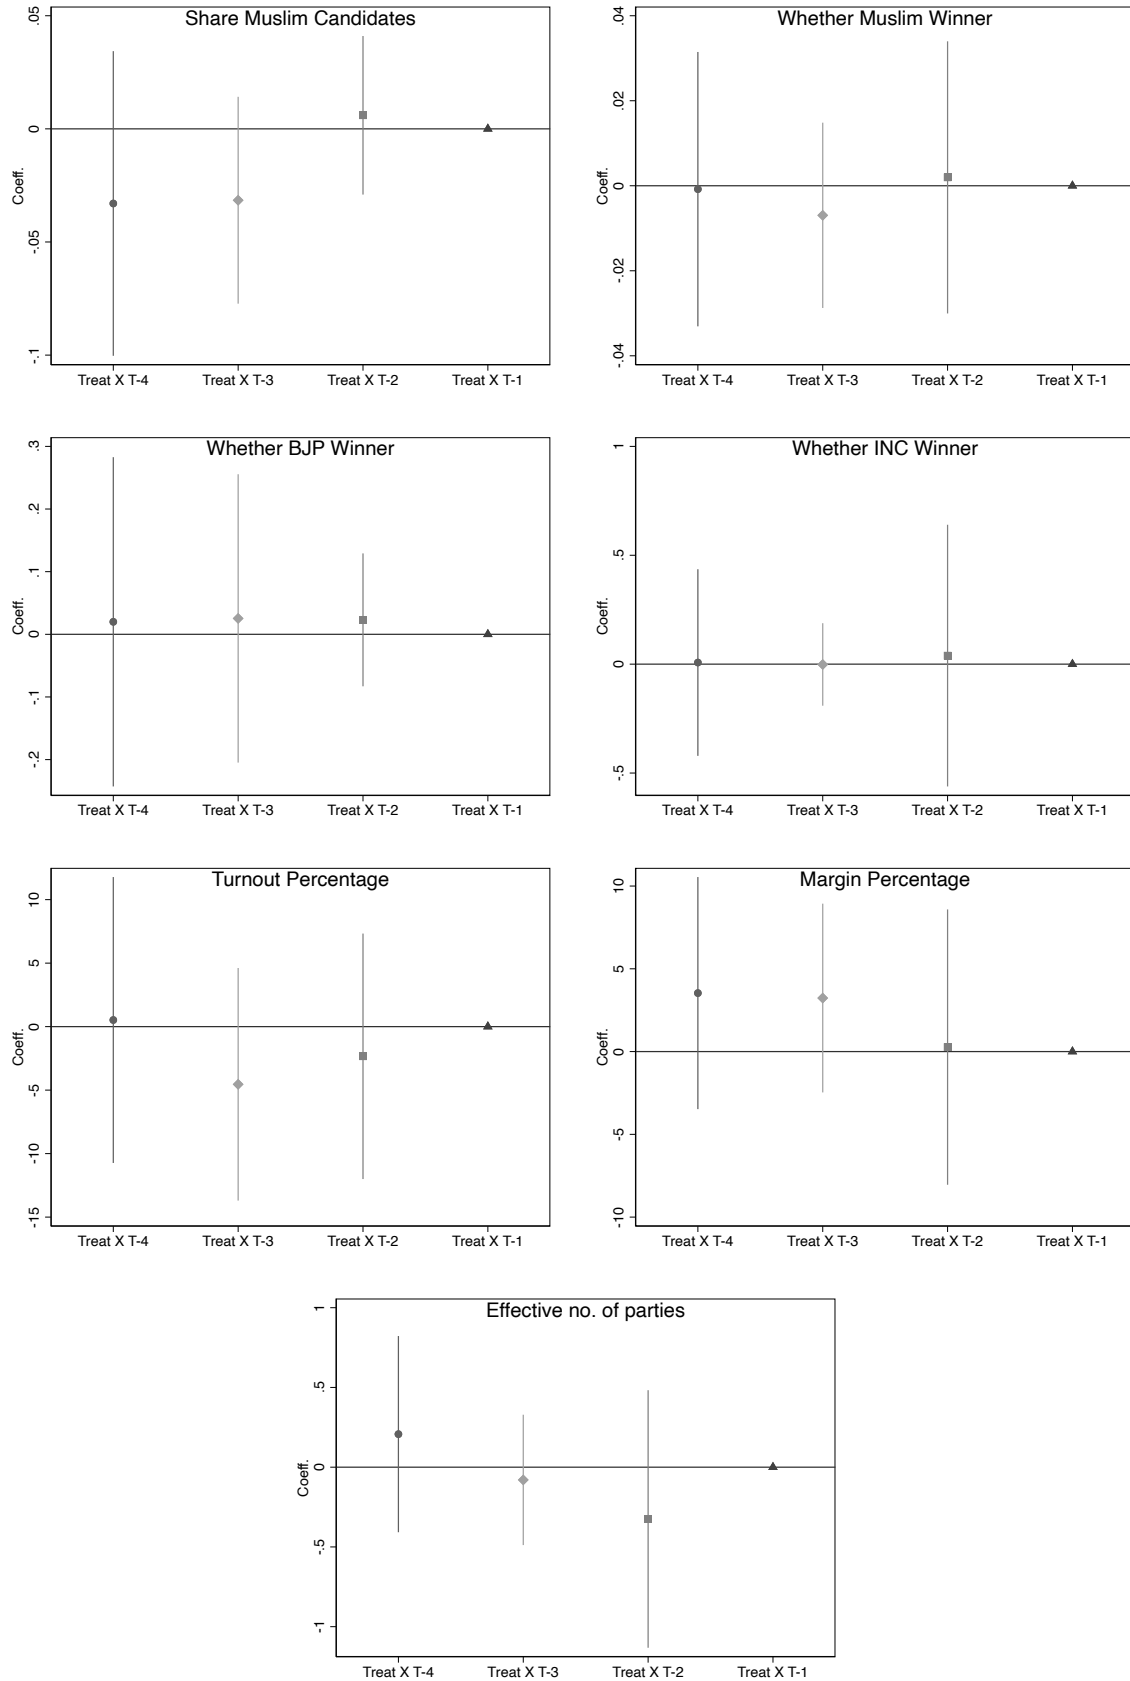 Share Muslim Candidates
Coeff.
.05
0
-.05
-.1
Treat X T-4 Treat X T-3 Treat X T-2 Treat X T-1
Whether Muslim Winner
Coeff.
.04
.02
0
-.02
-.04
Treat X T-4 Treat X T-3 Treat X T-2 Treat X T-1
Whether BJP Winner
Coeff.
.3
.2
.1
0
-.1
-.2
Treat X T-4 Treat X T-3 Treat X T-2 Treat X T-1
Whether INC Winner
Coeff.
1
.5
0
-.5
Treat X T-4 Treat X T-3 Treat X T-2 Treat X T-1
Turnout Percentage
Coeff.
10
5
0
-5
-10
-15
Treat X T-4 Treat X T-3 Treat X T-2 Treat X T-1
Margin Percentage
Coeff.
10
5
0
-5
-10
Treat X T-4 Treat X T-3 Treat X T-2 Treat X T-1
Effective no. of parties
Coeff.
1
.5
0
-.5
-1
Treat X T-4 Treat X T-3 Treat X T-2 Treat X T-1